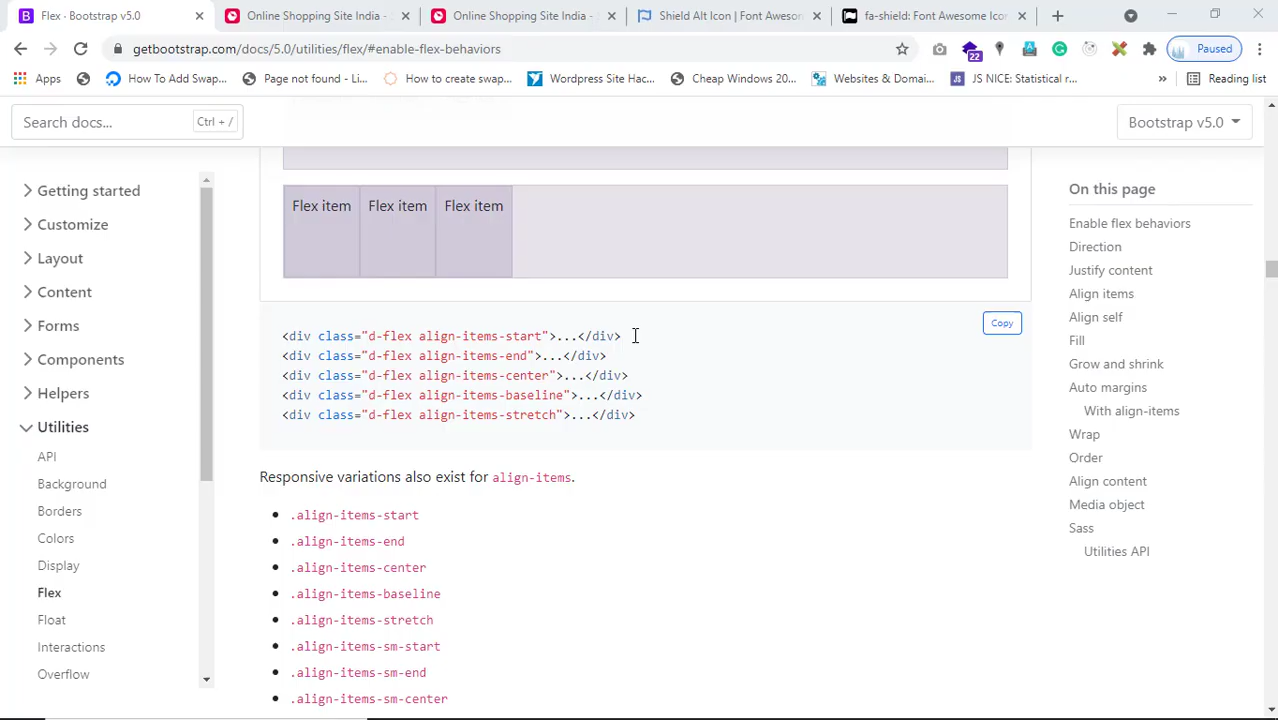 Flex · Bootstrap v5.0
Online Shopping Site India -
Online Shopping Site India -
Shield Alt Icon | Font Awesom
fa-shield: Font Awesome Icon
getbootstrap.com/docs/5.0/utilities/flex/#enable-flex-behaviors
22
Paused
Apps
How To Add Swap...
Page not found - Li...
How to create swap...
Wordpress Site Hac...
Cheap Windows 20...
Websites & Domai...
JS NICE: Statistical r...
»
Reading list
Search docs...
Ctrl + /
Bootstrap v5.0
Getting started
Customize
Layout
Content
Forms
Components
Helpers
Utilities
API
Background
Borders
Colors
Display
Flex
Float
Interactions
Overflow
Flex item Flex item Flex item
Copy
<div class="d-flex align-items-start">...</div>
<div class="d-flex align-items-end">...</div>
<div class="d-flex align-items-center">...</div>
<div class="d-flex align-items-baseline">...</div>
<div class="d-flex align-items-stretch">...</div>
Responsive variations also exist for align-items.
.align-items-start
.align-items-end
.align-items-center
.align-items-baseline
.align-items-stretch
.align-items-sm-start
.align-items-sm-end
.align-items-sm-center
On this page
Enable flex behaviors
Direction
Justify content
Align items
Align self
Fill
Grow and shrink
Auto margins
With align-items
Wrap
Order
Align content
Media object
Sass
Utilities API